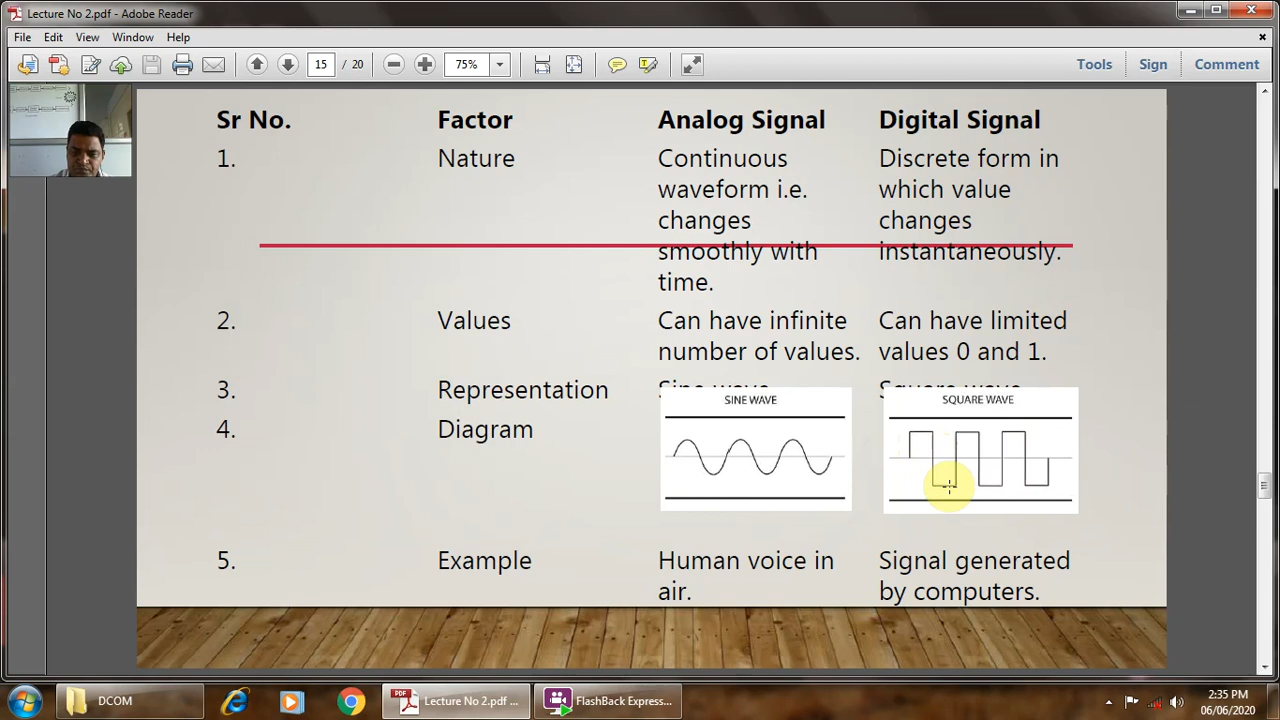 Lecture No 2.pdf - Adobe Reader
File Edit View Window Help
15 / 20 75% Tools Sign Comment
Sr No. Factor Analog Signal Digital Signal
1. Nature Continuous Discrete form in
waveform i.e. which value
changes changes
smoothly with instantaneously.
time.
2. Values Can have infinite Can have limited
number of values. values 0 and 1.
3. Representation Sine wave Square wave
4. Diagram
SINE WAVE SQUARE WAVE
5. Example Human voice in Signal generated
air. by computers.
DCOM Lecture No 2.pdf ... FlashBack Express... 2:35 PM
06/06/2020